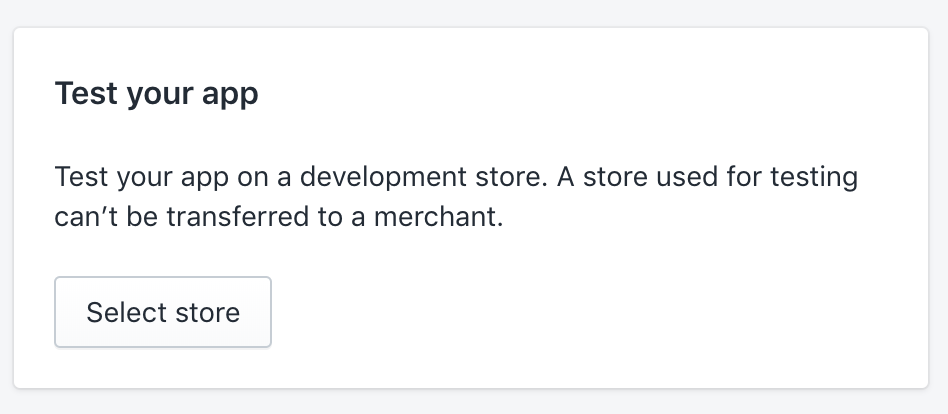 Test your app
Test your app on a development store. A store used for testing
can’t be transferred to a merchant.
Select store